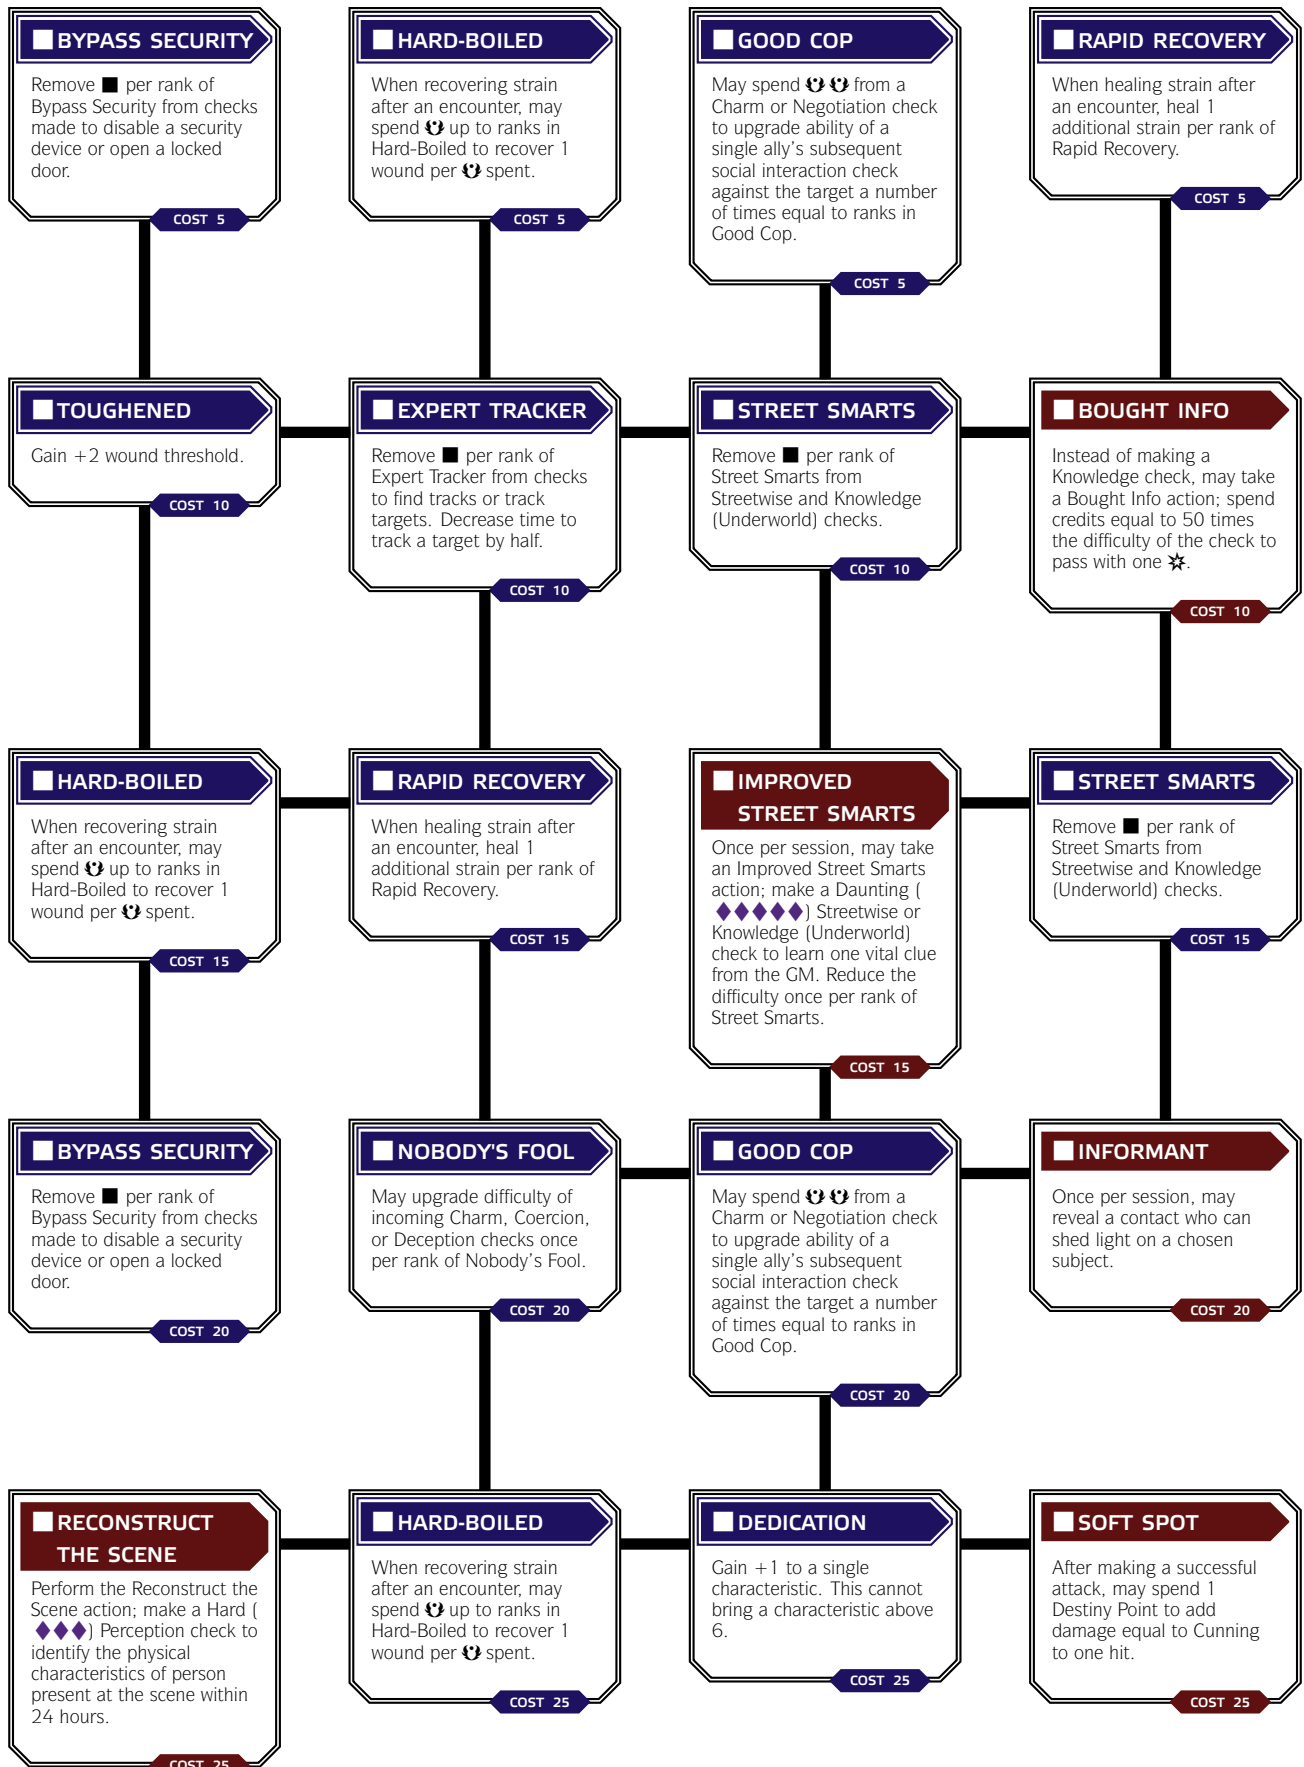 BYPASS SECURITY
Remove ■ per rank of
Bypass Security from checks
made to disable a security
device or open a locked
door.
COST 5
HARD-BOILED
When recovering strain
after an encounter, may
spend up to ranks in
Hard-Boiled to recover 1
wound per spent.
COST 5
GOOD COP
May spend from a
Charm or Negotiation check
to upgrade ability of a
single ally's subsequent
social interaction check
against the target a number
of times equal to ranks in
Good Cop.
COST 5
RAPID RECOVERY
When healing strain after
an encounter, heal 1
additional strain per rank of
Rapid Recovery.
COST 5
TOUGHENED
Gain +2 wound threshold.
COST 10
EXPERT TRACKER
Remove ■ per rank of
Expert Tracker from checks
to find tracks or track
targets. Decrease time to
track a target by half.
COST 10
STREET SMARTS
Remove ■ per rank of
Street Smarts from
Streetwise and Knowledge
(Underworld) checks.
COST 10
BOUGHT INFO
Instead of making a
Knowledge check, may take
a Bought Info action; spend
credits equal to 50 times
the difficulty of the check to
pass with one .
COST 10
HARD-BOILED
When recovering strain
after an encounter, may
spend up to ranks in
Hard-Boiled to recover 1
wound per spent.
COST 15
RAPID RECOVERY
When healing strain after
an encounter, heal 1
additional strain per rank of
Rapid Recovery.
COST 15
IMPROVED
STREET SMARTS
Once per session, may take
an Improved Street Smarts
action; make a Daunting (
◆◆◆◆) Streetwise or
Knowledge (Underworld)
check to learn one vital clue
from the GM. Reduce the
difficulty once per rank of
Street Smarts.
COST 15
STREET SMARTS
Remove ■ per rank of
Street Smarts from
Streetwise and Knowledge
(Underworld) checks.
COST 15
BYPASS SECURITY
Remove ■ per rank of
Bypass Security from checks
made to disable a security
device or open a locked
door.
COST 20
NOBODY'S FOOL
May upgrade difficulty of
incoming Charm, Coercion,
or Deception checks once
per rank of Nobody's Fool.
COST 20
GOOD COP
May spend from a
Charm or Negotiation check
to upgrade ability of a
single ally's subsequent
social interaction check
against the target a number
of times equal to ranks in
Good Cop.
COST 20
INFORMANT
Once per session, may
reveal a contact who can
shed light on a chosen
subject.
COST 20
RECONSTRUCT
THE SCENE
Perform the Reconstruct the
Scene action; make a Hard (
◆◆◆) Perception check to
identify the physical
characteristics of person
present at the scene within
24 hours.
COST 25
HARD-BOILED
When recovering strain
after an encounter, may
spend up to ranks in
Hard-Boiled to recover 1
wound per spent.
COST 25
DEDICATION
Gain +1 to a single
characteristic. This cannot
bring a characteristic above
6.
COST 25
SOFT SPOT
After making a successful
attack, may spend 1
Destiny Point to add
damage equal to Cunning
to one hit.
COST 25